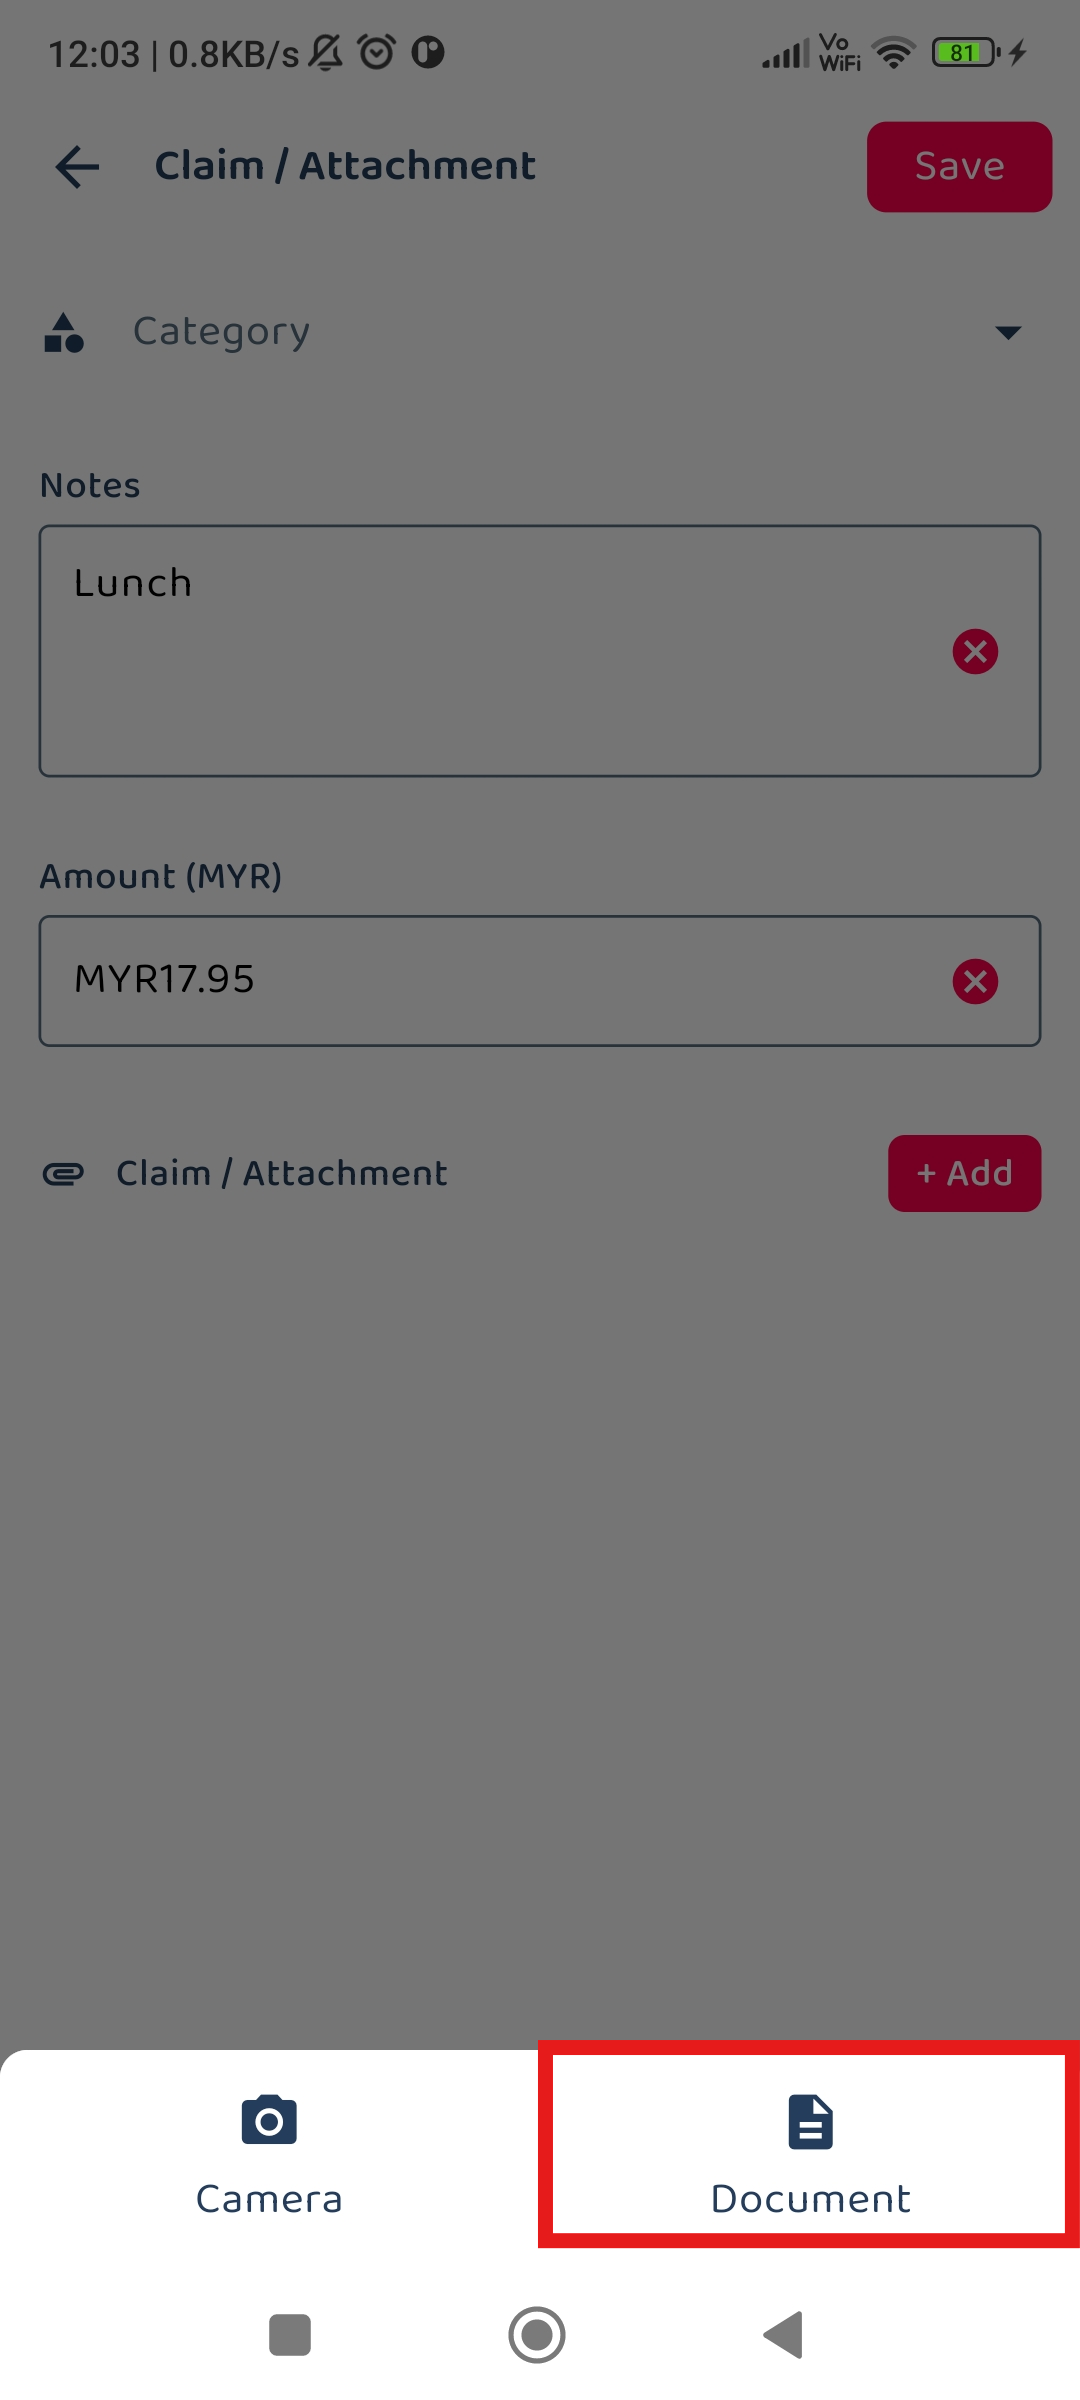 12:03 | 0.8KB/s Vo WiFi 81
Claim / Attachment Save
Category
Notes
Lunch
Amount (MYR)
MYR17.95
Claim / Attachment + Add
Camera Document